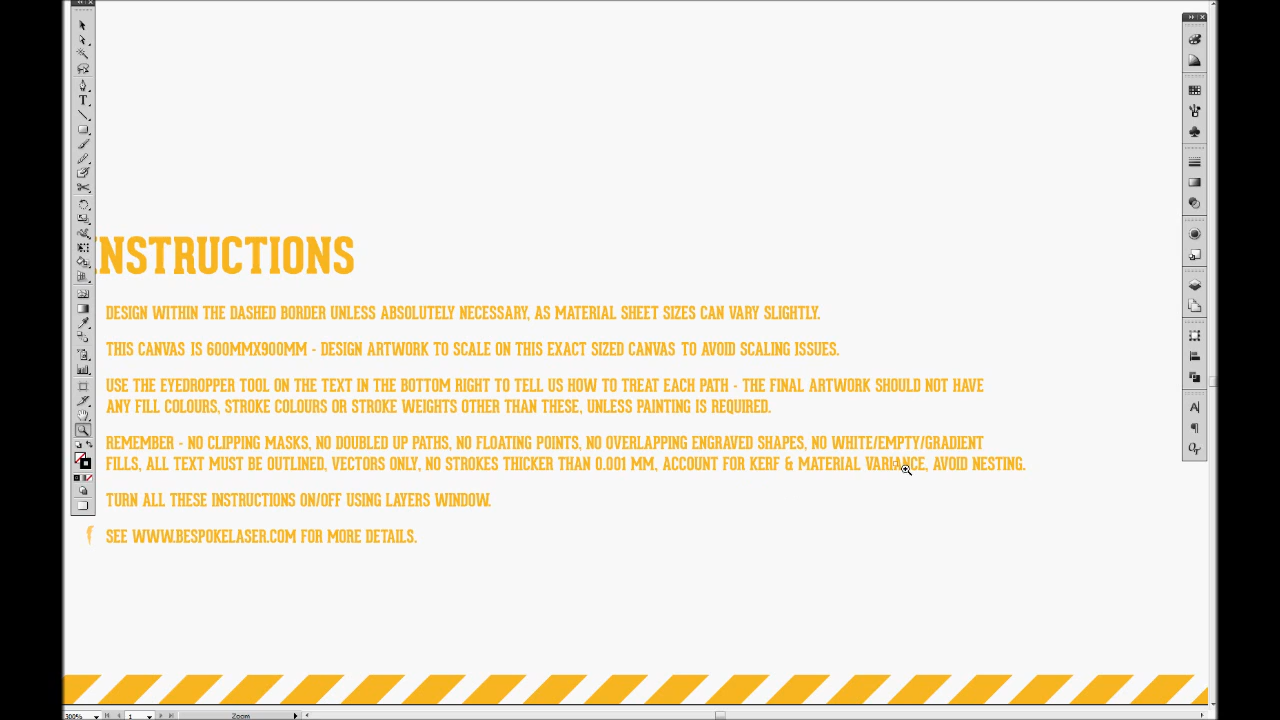 INSTRUCTIONS
DESIGN WITHIN THE DASHED BORDER UNLESS ABSOLUTELY NECESSARY, AS MATERIAL SHEET SIZES CAN VARY SLIGHTLY.
THIS CANVAS IS 600MMX900MM - DESIGN ARTWORK TO SCALE ON THIS EXACT SIZED CANVAS TO AVOID SCALING ISSUES.
USE THE EYEDROPPER TOOL ON THE TEXT IN THE BOTTOM RIGHT TO TELL US HOW TO TREAT EACH PATH - THE FINAL ARTWORK SHOULD NOT HAVE
ANY FILL COLOURS, STROKE COLOURS OR STROKE WEIGHTS OTHER THAN THESE, UNLESS PAINTING IS REQUIRED.
REMEMBER - NO CLIPPING MASKS, NO DOUBLED UP PATHS, NO FLOATING POINTS, NO OVERLAPPING ENGRAVED SHAPES, NO WHITE/EMPTY/GRADIENT
FILLS, ALL TEXT MUST BE OUTLINED, VECTORS ONLY, NO STROKES THICKER THAN 0.001 MM, ACCOUNT FOR KERF & MATERIAL VARIANCE, AVOID NESTING.
TURN ALL THESE INSTRUCTIONS ON/OFF USING LAYERS WINDOW.
SEE WWW.BESPOKELASER.COM FOR MORE DETAILS.
300% 1 Zoom